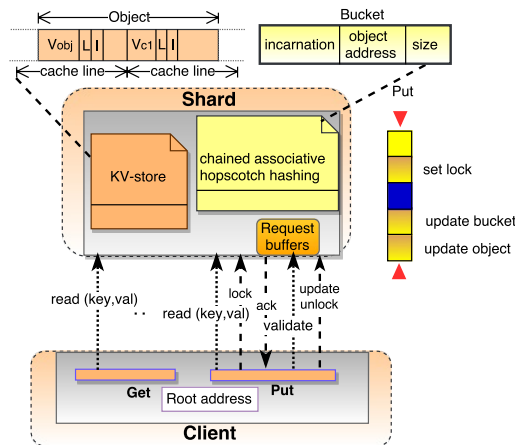 Object
Bucket
Vobj L I Vc1 L I
incarnation object address size
cache line cache line
Put
Shard
KV-store
chained associative
hopscotch hashing
set lock
Request
buffers
update bucket
update object
read (key,val)
. .
read (key,val)
lock
ack
validate
update
unlock
Get
Put
Root address
Client